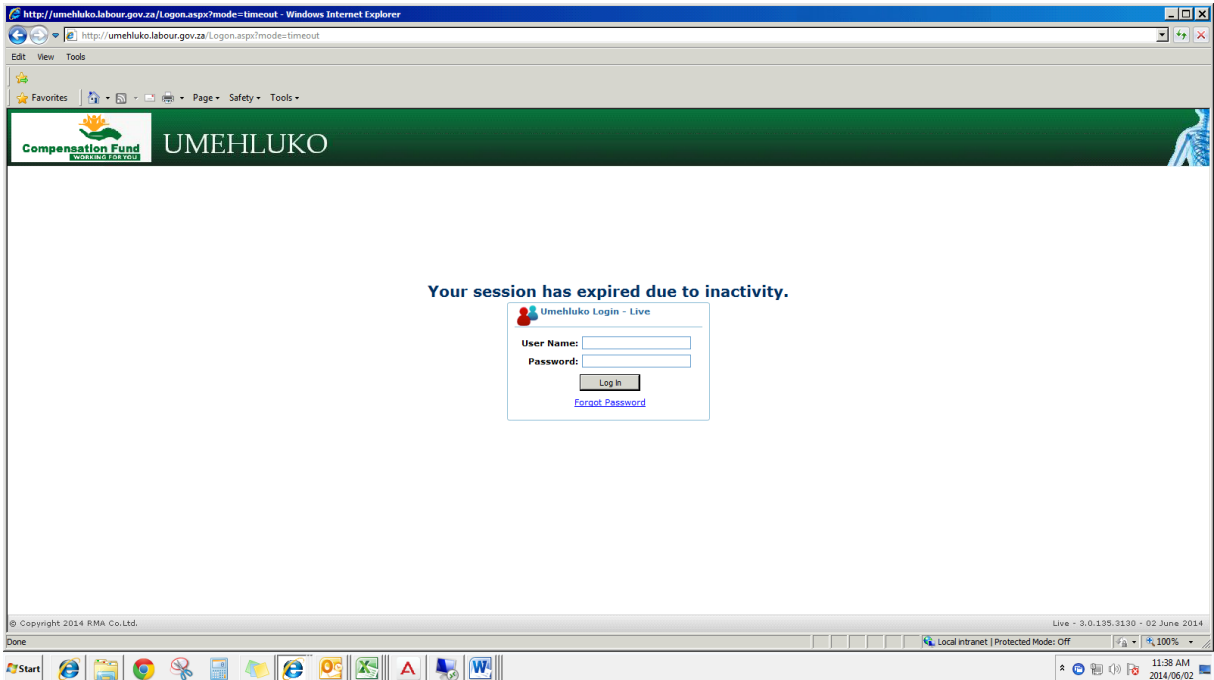 http://umehluko.labour.gov.za/Logon.aspx?mode=timeout - Windows Internet Explorer
http://umehluko.labour.gov.za/Logon.aspx?mode=timeout
Edit View Tools
Favorites Page Safety Tools
Compensation Fund
WORKING FOR YOU
UMEHLUKO
Your session has expired due to inactivity.
Umehluko Login - Live
User Name:
Password:
Log In
Forgot Password
© Copyright 2014 RMA Co.Ltd. Live - 3.0.135.3130 - 02 June 2014
Done Local intranet | Protected Mode: Off 100%
Start 11:38 AM
2014/06/02